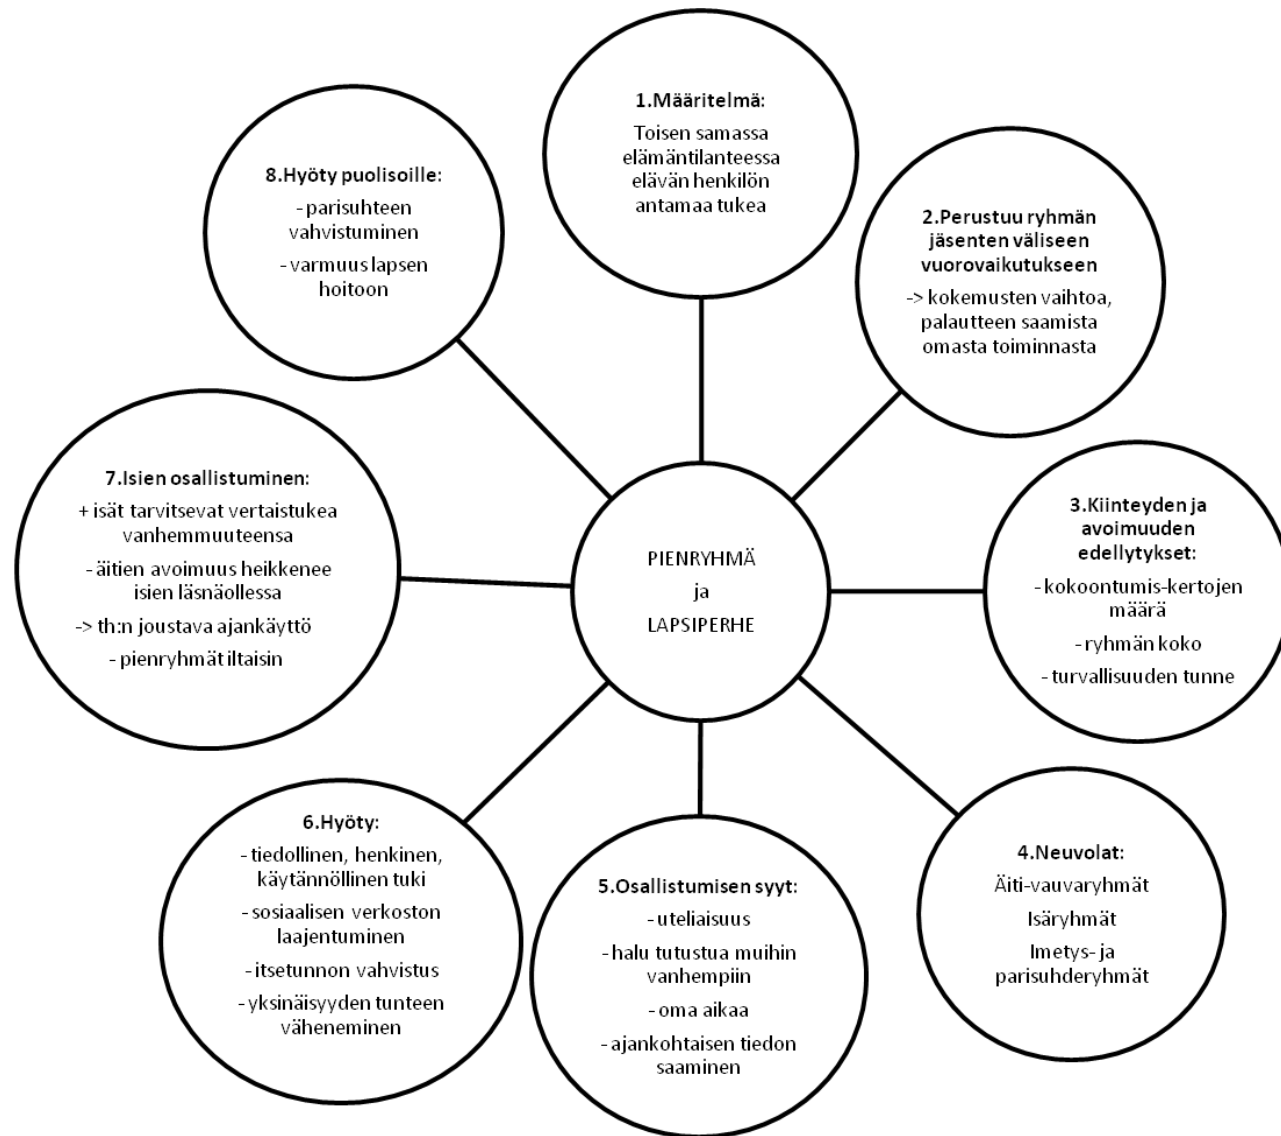 1.Määritelmä:
Toisen samassa
elämäntilanteessa
elävän henkilön
antamaa tukea
2.Perustuu ryhmän
jäsenten väliseen
vuorovaikutukseen
-> kokemusten vaihtoa,
palautteen saamista
omasta toiminnasta
3.Kiinteyden ja
avoimuuden
edellytykset:
- kokoontumis-kertojen
määrä
- ryhmän koko
- turvallisuuden tunne
4.Neuvolat:
Äiti-vauvaryhmät
Isäryhmät
Imetys- ja
parisuhderyhmät
5.Osallistumisen syyt:
- uteliaisuus
- halu tutustua muihin
vanhempiin
- oma aikaa
- ajankohtaisen tiedon
saaminen
6.Hyöty:
- tiedollinen, henkinen,
käytännöllinen tuki
- sosiaalisen verkoston
laajentuminen
- itsetunnon vahvistus
- yksinäisyyden tunteen
väheneminen
7.Isien osallistuminen:
+ isät tarvitsevat vertaistukea
vanhemmuuteensa
- äitien avoimuus heikkenee
isien läsnäollessa
-> th:n joustava ajankäyttö
- pienryhmät iltaisin
8.Hyöty puolisoille:
- parisuhteen
vahvistuminen
- varmuus lapsen
hoitoon
PIENRYHMÄ
ja
LAPSIPERHE